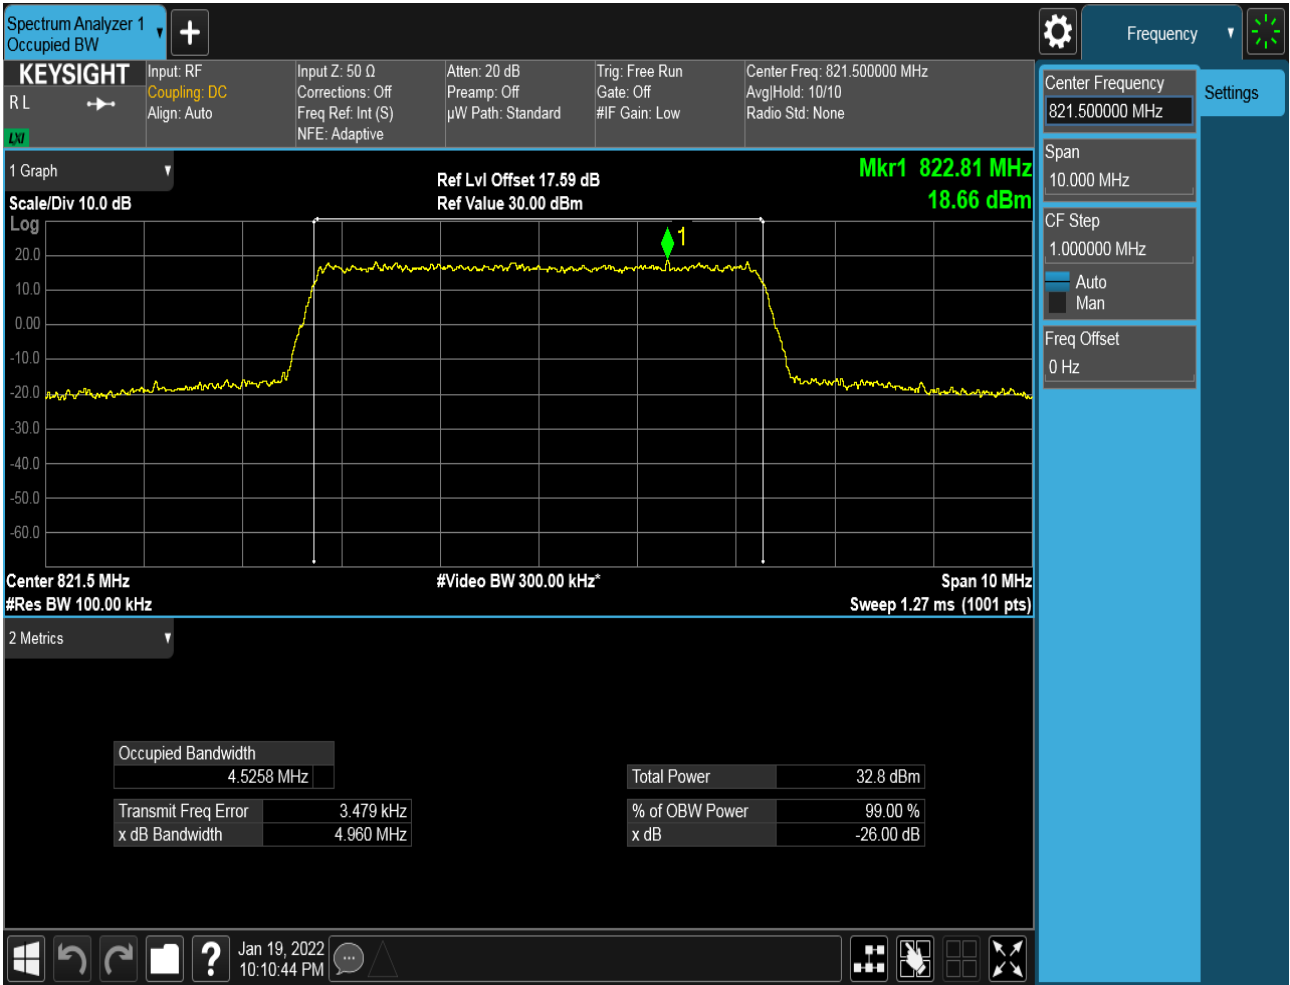 Spectrum Analyzer 1
Occupied BW
+
Frequency
KEYSIGHT
R L
LXI
Input: RF
Coupling: DC
Align: Auto
Input Z: 50 Ω
Corrections: Off
Freq Ref: Int (S)
NFE: Adaptive
Atten: 20 dB
Preamp: Off
µW Path: Standard
Trig: Free Run
Gate: Off
#IF Gain: Low
Center Freq: 821.500000 MHz
Avg|Hold: 10/10
Radio Std: None
Center Frequency
821.500000 MHz
Settings
Span
10.000 MHz
CF Step
1.000000 MHz
Auto
Man
Freq Offset
0 Hz
1 Graph
Ref Lvl Offset 17.59 dB
Mkr1 822.81 MHz
Scale/Div 10.0 dB
Ref Value 30.00 dBm
18.66 dBm
Log
1
20.0
10.0
0.00
-10.0
-20.0
-30.0
-40.0
-50.0
-60.0
Center 821.5 MHz
#Video BW 300.00 kHz*
Span 10 MHz
#Res BW 100.00 kHz
Sweep 1.27 ms (1001 pts)
2 Metrics
Occupied Bandwidth
4.5258 MHz
Total Power 32.8 dBm
Transmit Freq Error 3.479 kHz
% of OBW Power 99.00 %
x dB Bandwidth 4.960 MHz
x dB -26.00 dB
?
Jan 19, 2022
10:10:44 PM